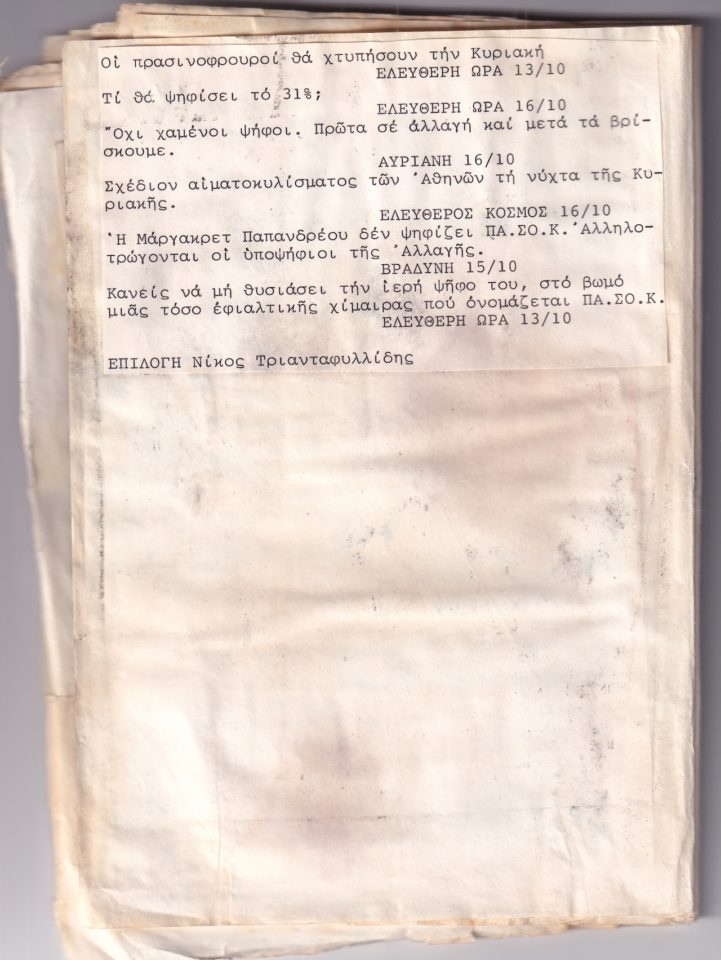 Οἱ πρασινοφρουροί θά χτυπήσουν τήν Κυριακή
ΕΛΕΥΘΕΡΗ ΩΡΑ 13/10
Τί θά ψηφίσει τό 31%;
ΕΛΕΥΘΕΡΗ ΩΡΑ 16/10
Ὄχι χαμένοι ψῆφοι. Πρῶτα σέ ἀλλαγή καί μετά τά βρί-
σκουμε.
ΑΥΡΙΑΝΗ 16/10
Σχέδιον αἱματοκυλίσματος τῶν Ἀθηνῶν τή νύχτα τῆς Κυ-
ριακῆς.
ΕΛΕΥΘΕΡΟΣ ΚΟΣΜΟΣ 16/10
Ἡ Μάργακρετ Παπανδρέου δέν ψηφίζει ΠΑ.ΣΟ.Κ. Ἀλληλο-
τρώγονται οἱ ὑποψήφιοι τῆς Ἀλλαγῆς.
ΒΡΑΔΥΝΗ 15/10
Κανείς νά μή θυσιάσει τήν ἱερή ψῆφο του, στό βωμό
μιᾶς τόσο ἐφιαλτικῆς χίμαιρας πού ὀνομάζεται ΠΑ.ΣΟ.Κ.
ΕΛΕΥΘΕΡΗ ΩΡΑ 13/10
ΕΠΙΛΟΓΗ Νίκος Τριανταφυλλίδης